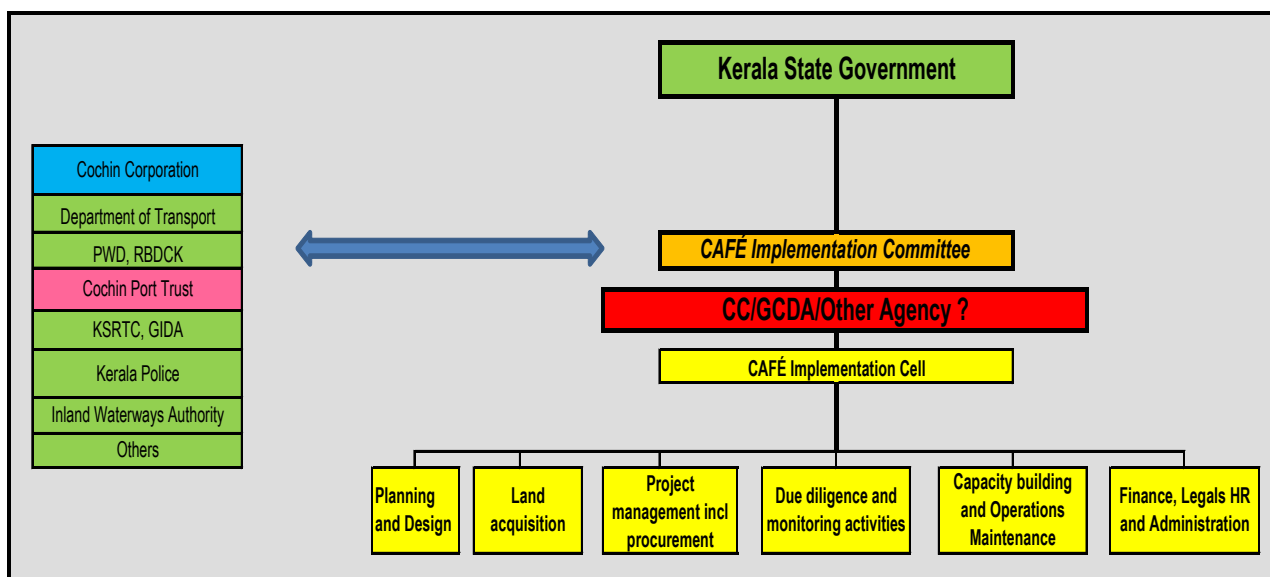 Kerala State Government
Cochin Corporation
Department of Transport
PWD, RBDCK
Cochin Port Trust
KSRTC, GIDA
Kerala Police
Inland Waterways Authority
Others
CAFÉ Implementation Committee
CC/GCDA/Other Agency ?
CAFÉ Implementation Cell
Planning
and Design
Land
acquisition
Project
management incl
procurement
Due diligence and
monitoring activities
Capacity building
and Operations
Maintenance
Finance, Legals HR
and Administration